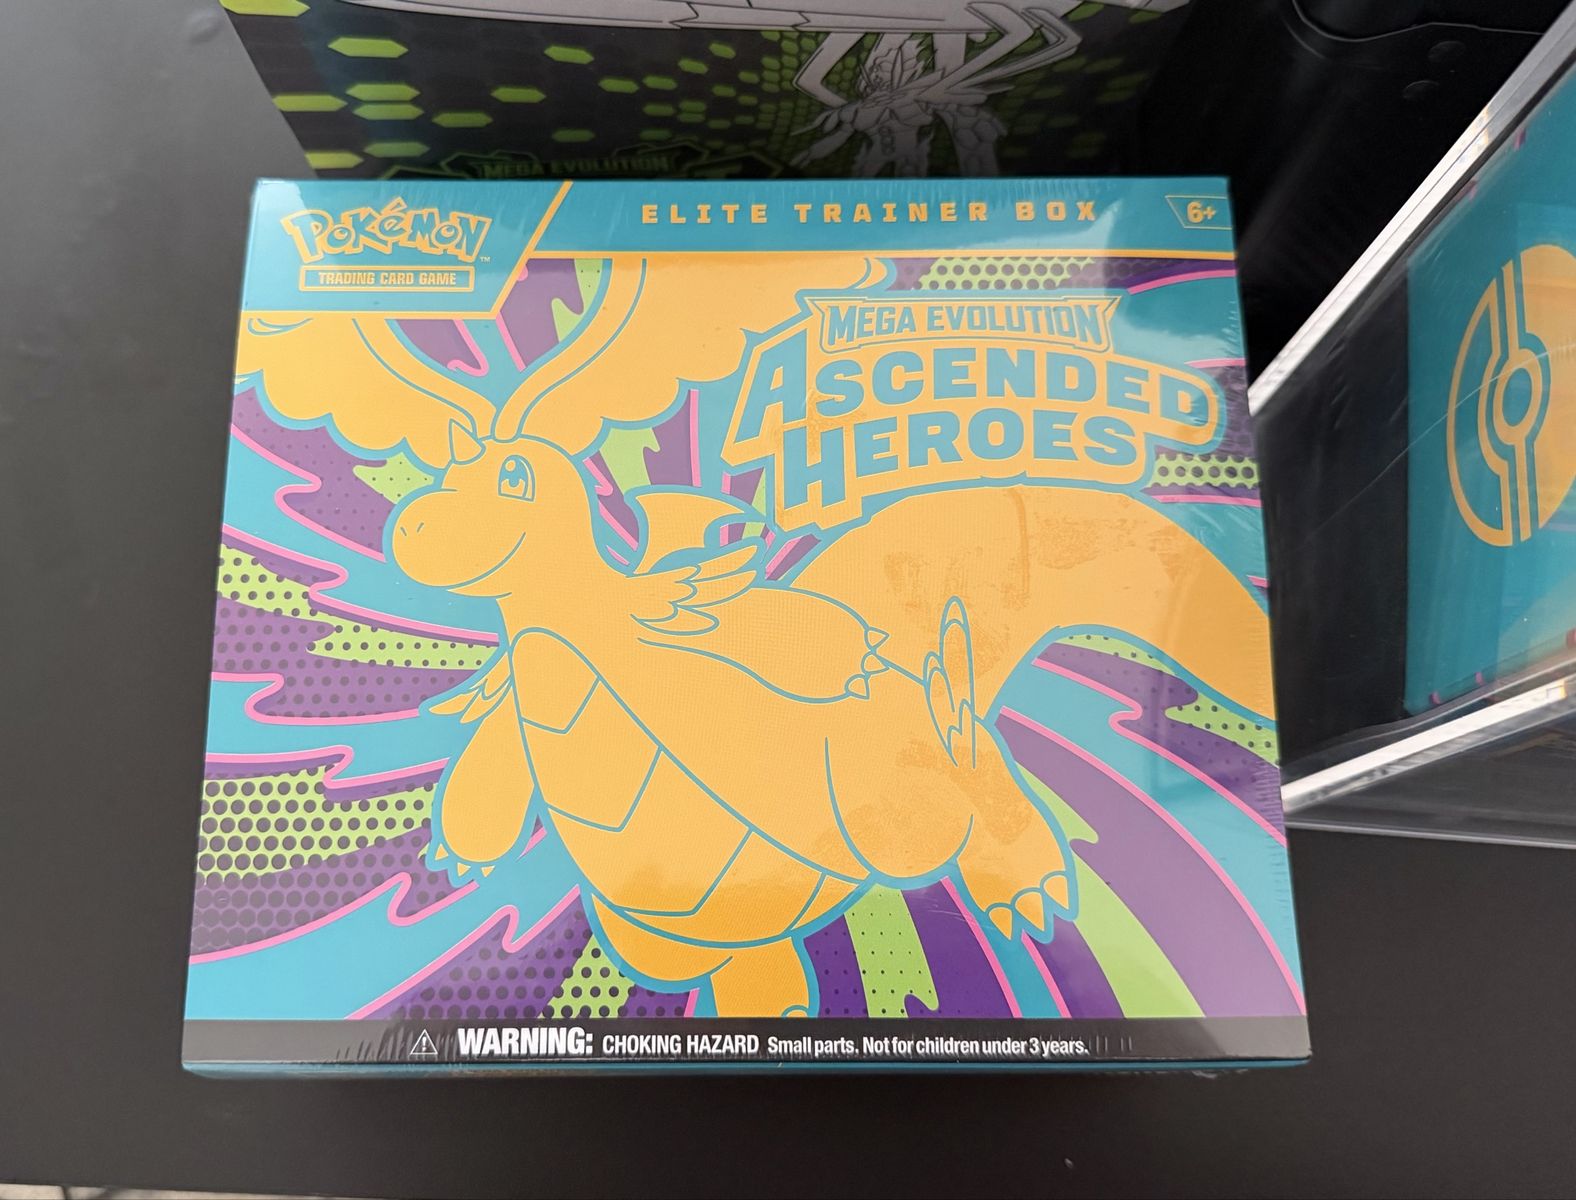 MEGA EVOLUTION
POKéMON™
TRADING CARD GAME
ELITE TRAINER BOX
6+
MEGA EVOLUTION
ASCENDED
HEROES
WARNING: CHOKING HAZARD Small parts. Not for children under 3 years.